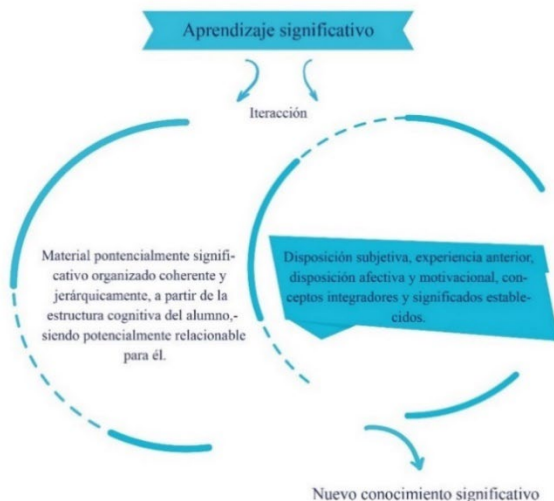 Aprendizaje significativo
Iteracción
Material pontencialmente signifi-
cativo organizado coherente y
jerárquicamente, a partir de la
estructura cognitiva del alumno,-
siendo potencialmente relacionable
para él.
Disposición subjetiva, experiencia anterior,
disposición afectiva y motivacional, con-
ceptos integradores y significados estable-
cidos.
Nuevo conocimiento significativo